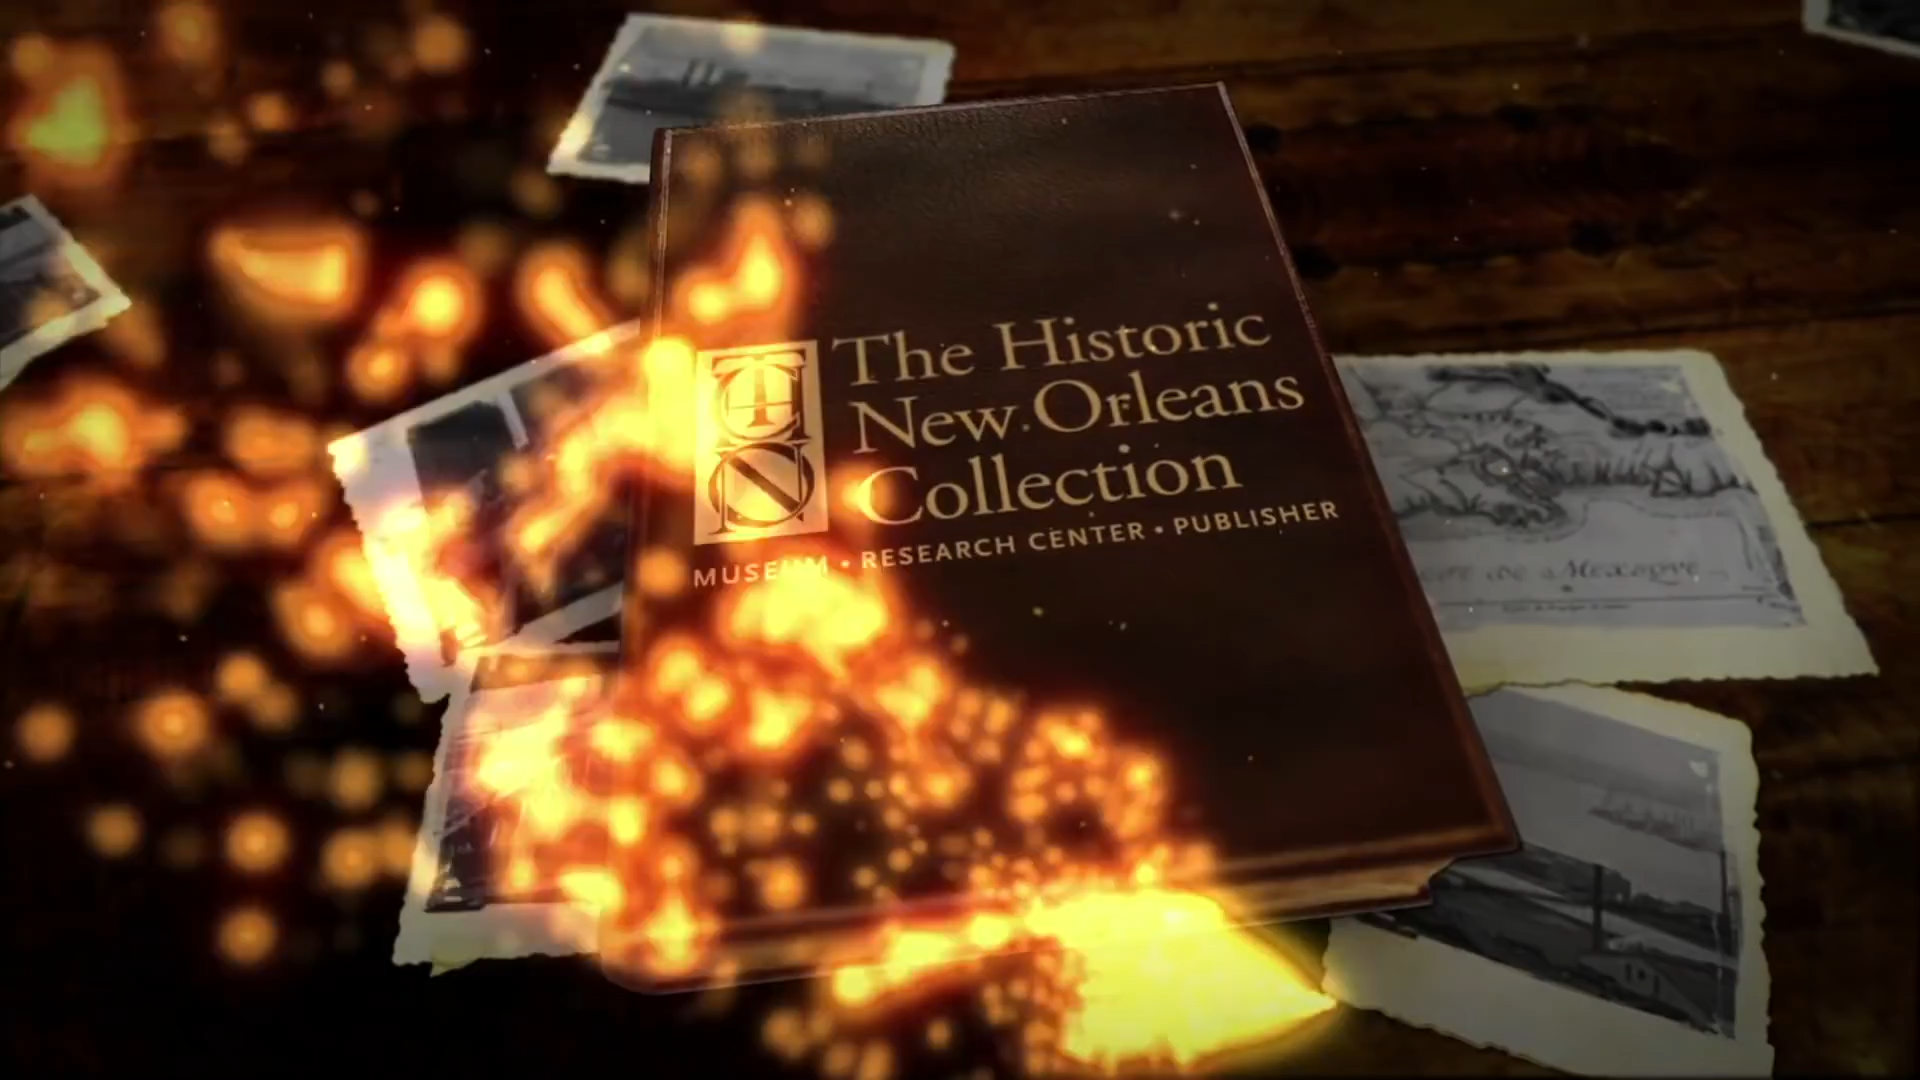 The Historic
New Orleans
Collection
MUSEUM • RESEARCH CENTER • PUBLISHER